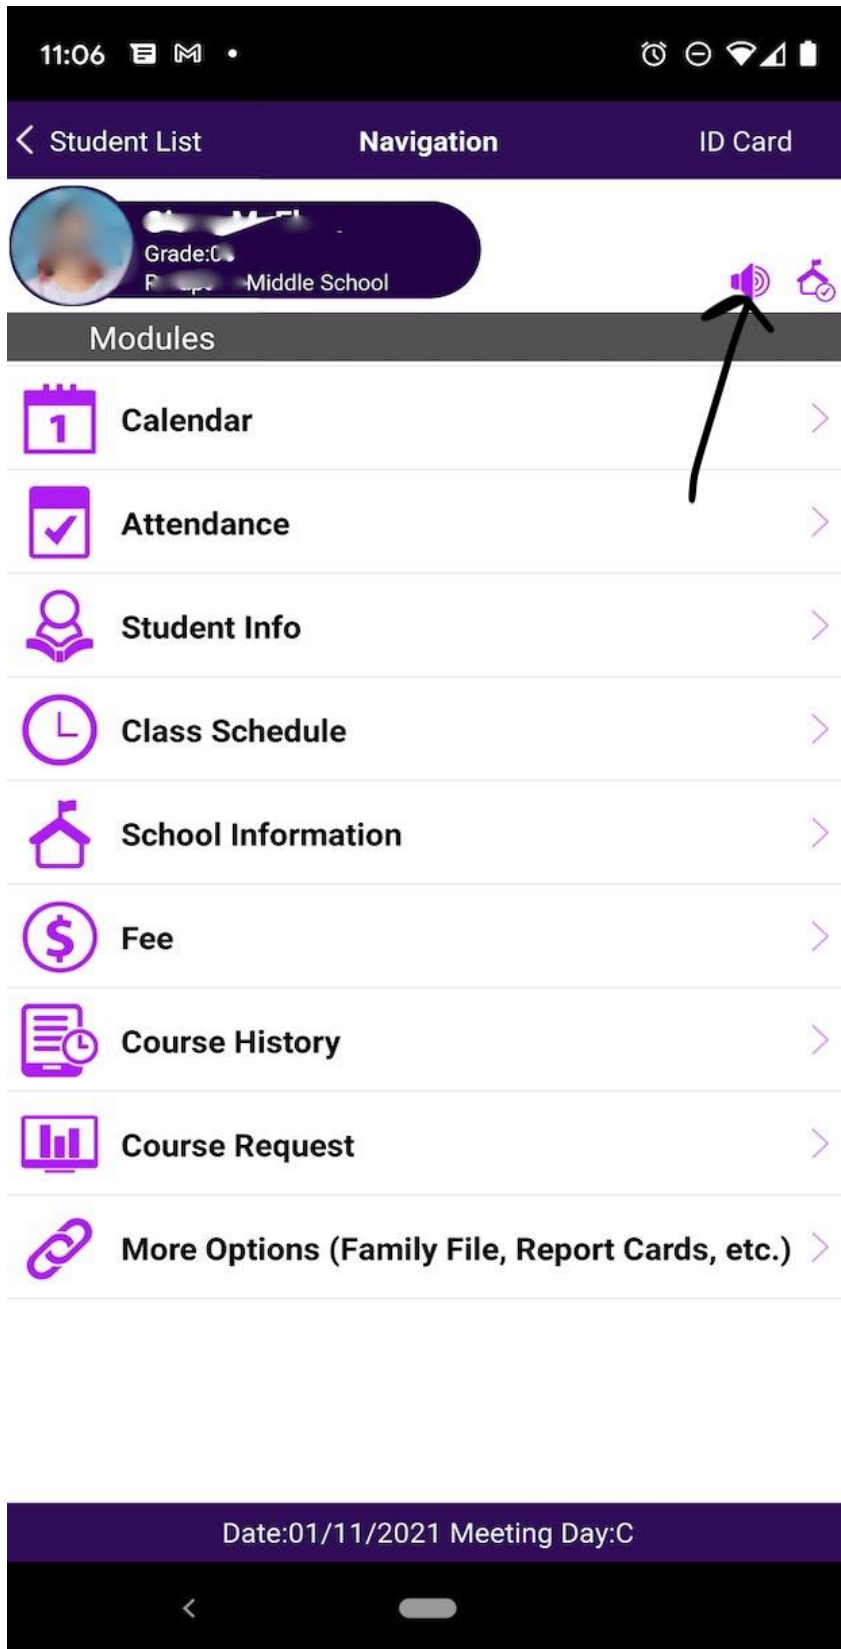 11:06
Student List Navigation ID Card
Grade:
Middle School
Modules
1 Calendar
Attendance
Student Info
Class Schedule
School Information
$ Fee
Course History
Course Request
More Options (Family File, Report Cards, etc.)
Date:01/11/2021 Meeting Day:C